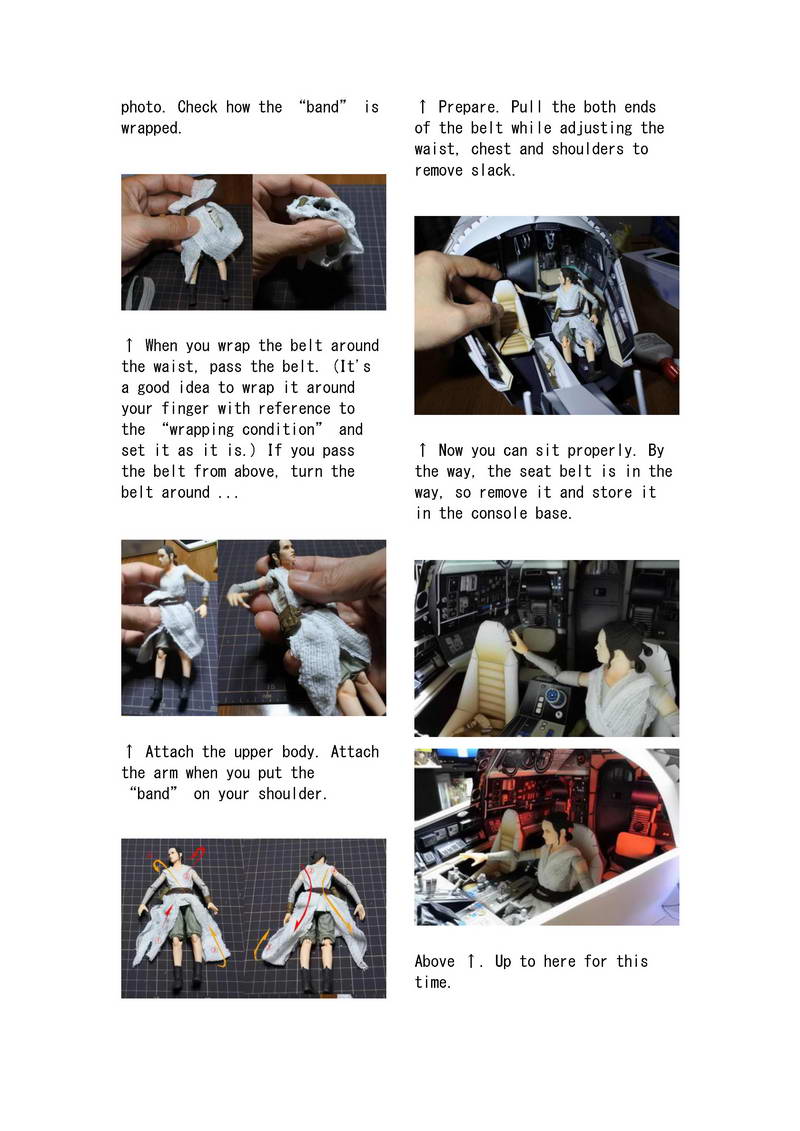 photo. Check how the “band” is
wrapped.
↑ When you wrap the belt around
the waist, pass the belt. (It's
a good idea to wrap it around
your finger with reference to
the “wrapping condition” and
set it as it is.) If you pass
the belt from above, turn the
belt around ...
↑ Attach the upper body. Attach
the arm when you put the
“band” on your shoulder.
↑ Prepare. Pull the both ends
of the belt while adjusting the
waist, chest and shoulders to
remove slack.
↑ Now you can sit properly. By
the way, the seat belt is in the
way, so remove it and store it
in the console base.
Above ↑. Up to here for this
time.